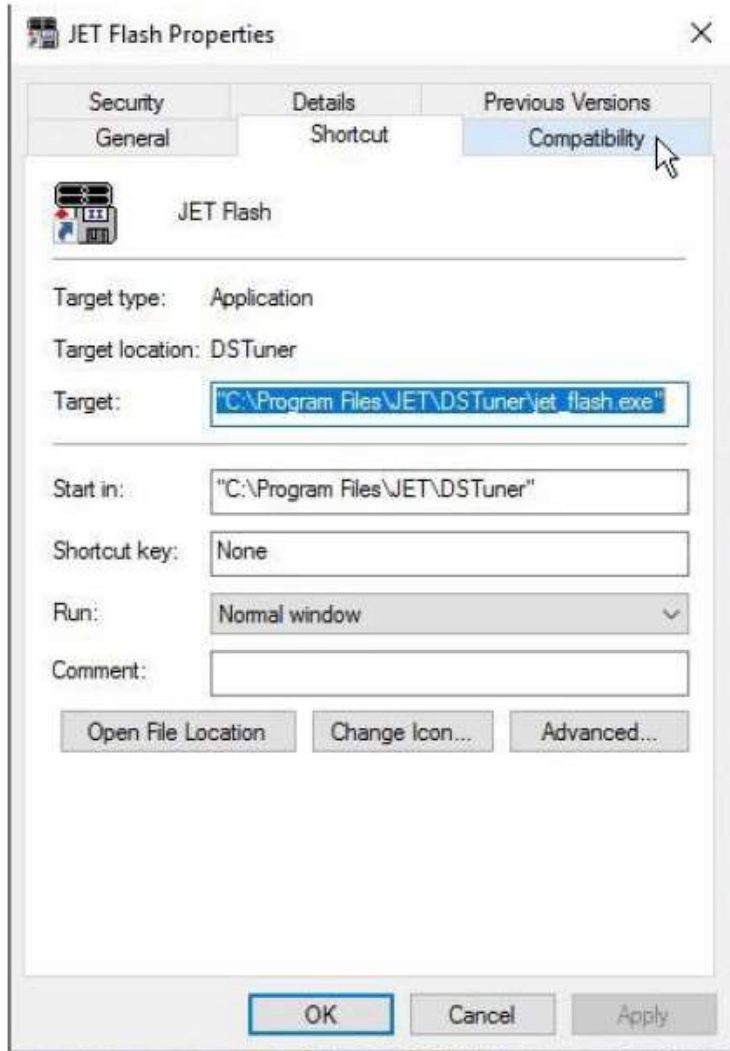 JET Flash Properties
Security Details Previous Versions
General Shortcut Compatibility
JET Flash
Target type: Application
Target location: DSTuner
Target: "C:\Program Files\JET\DSTuner\jet_flash.exe"
Start in: "C:\Program Files\JET\DSTuner"
Shortcut key: None
Run: Normal window
Comment:
Open File Location Change Icon... Advanced...
OK Cancel Apply